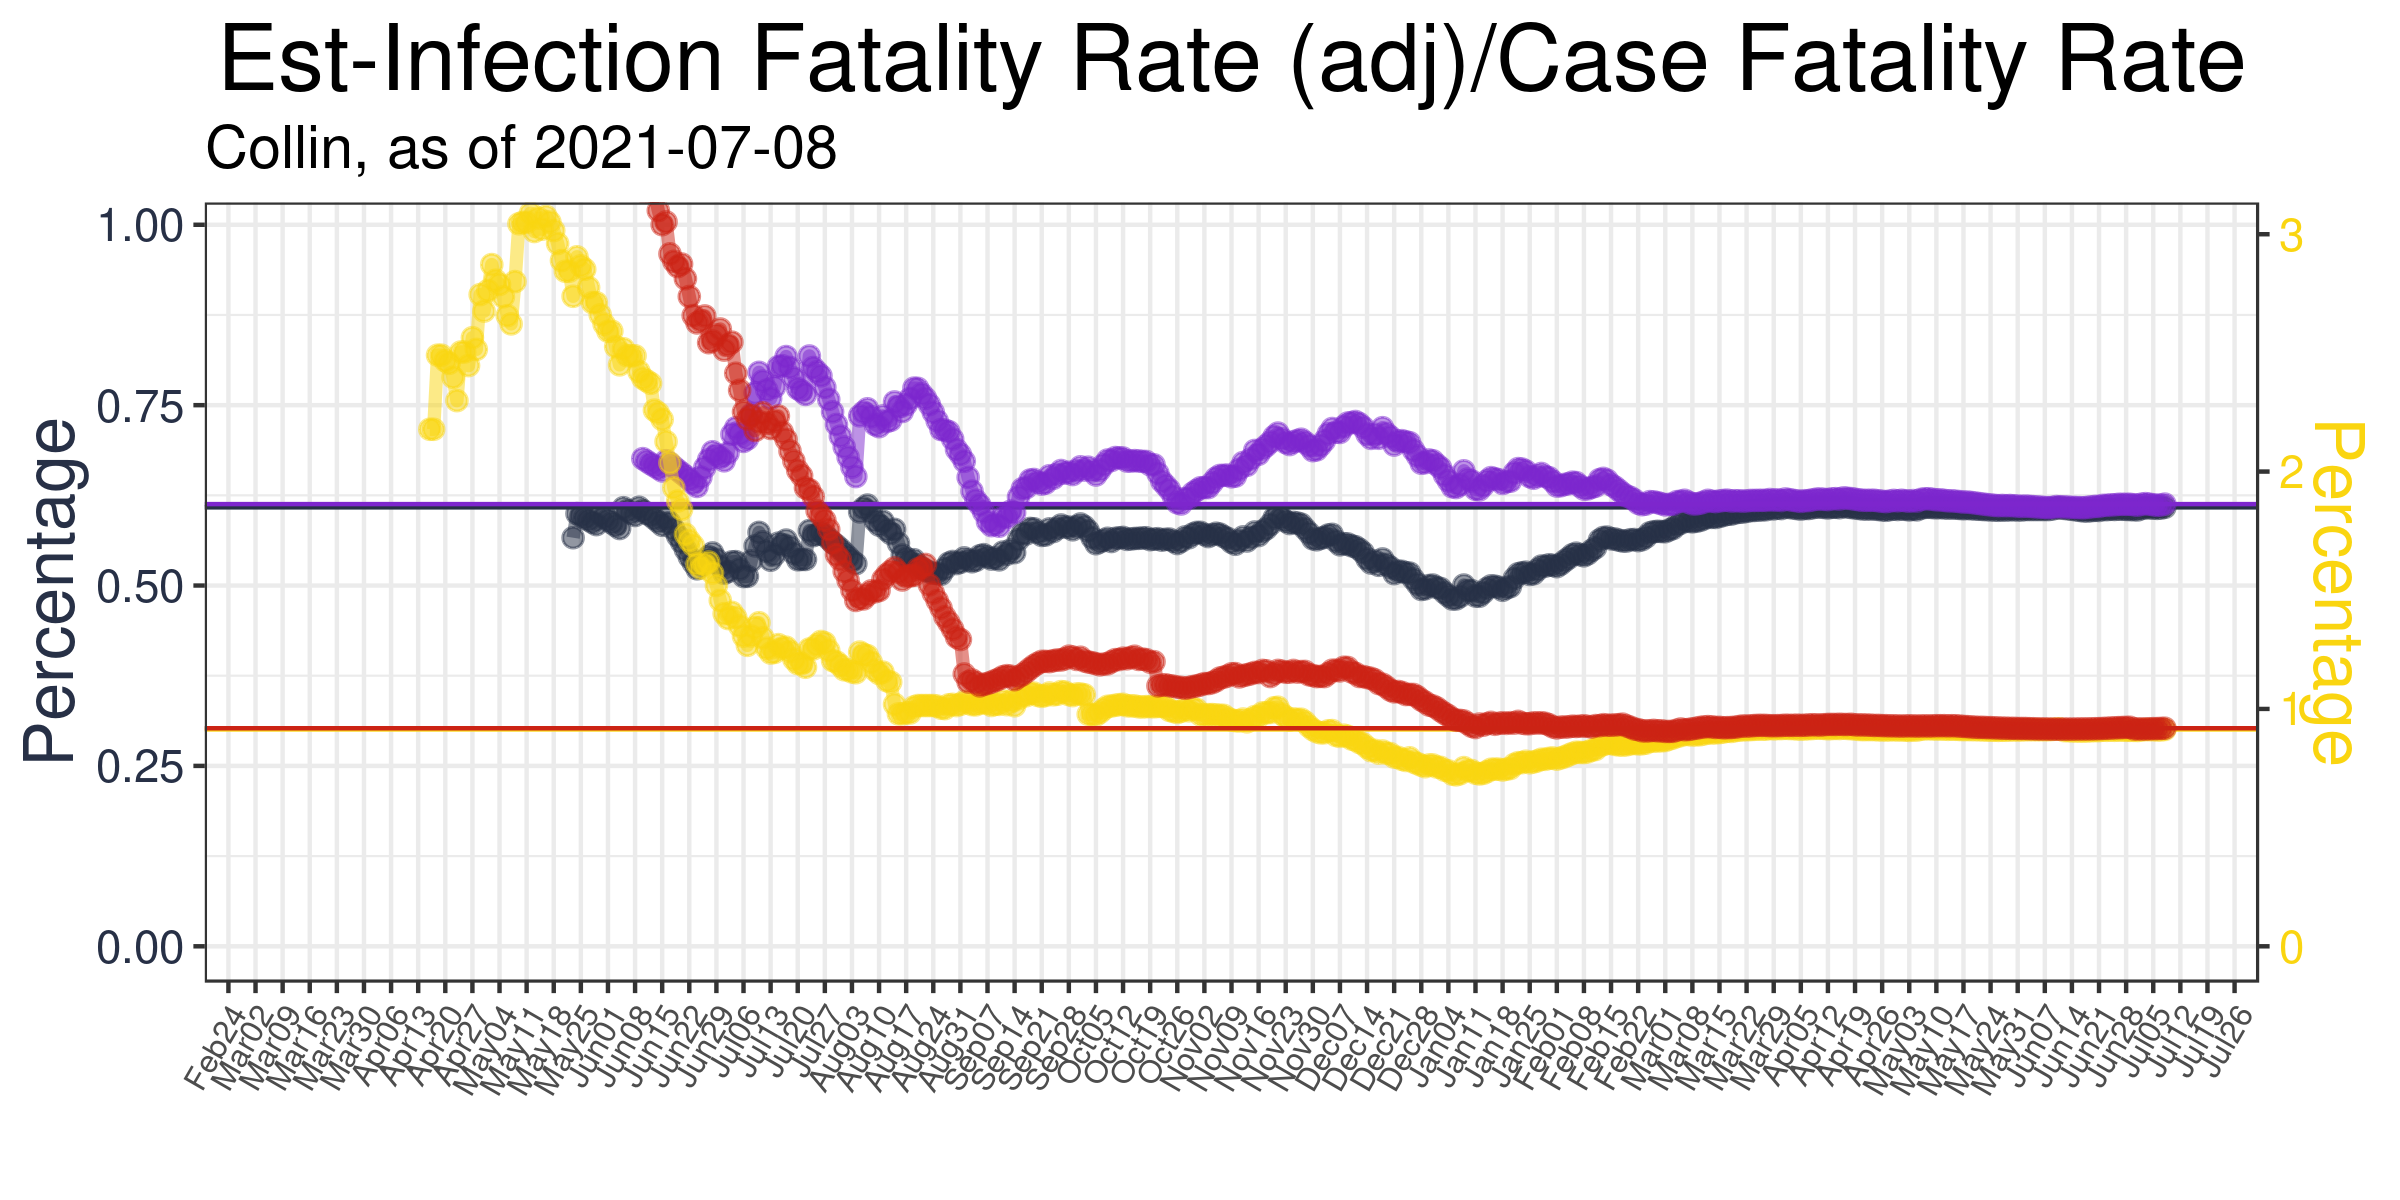 Est-Infection Fatality Rate (adj)/Case Fatality Rate
Collin, as of 2021-07-08
Percentage
1.00
0.75
0.50
0.25
0.00
3
2
1
0
Percentage
Feb24
Mar02
Mar09
Mar16
Mar23
Mar30
Apr06
Apr13
Apr20
Apr27
May04
May11
May18
May25
Jun01
Jun08
Jun15
Jun22
Jun29
Jul06
Jul13
Jul20
Jul27
Aug03
Aug10
Aug17
Aug24
Aug31
Sep07
Sep14
Sep21
Sep28
Oct05
Oct12
Oct19
Oct26
Nov02
Nov09
Nov16
Nov23
Nov30
Dec07
Dec14
Dec21
Dec28
Jan04
Jan11
Jan18
Jan25
Feb01
Feb08
Feb15
Feb22
Mar01
Mar08
Mar15
Mar22
Mar29
Apr05
Apr12
Apr19
Apr26
May03
May10
May17
May24
May31
Jun07
Jun14
Jun21
Jun28
Jul05
Jul12
Jul19
Jul26